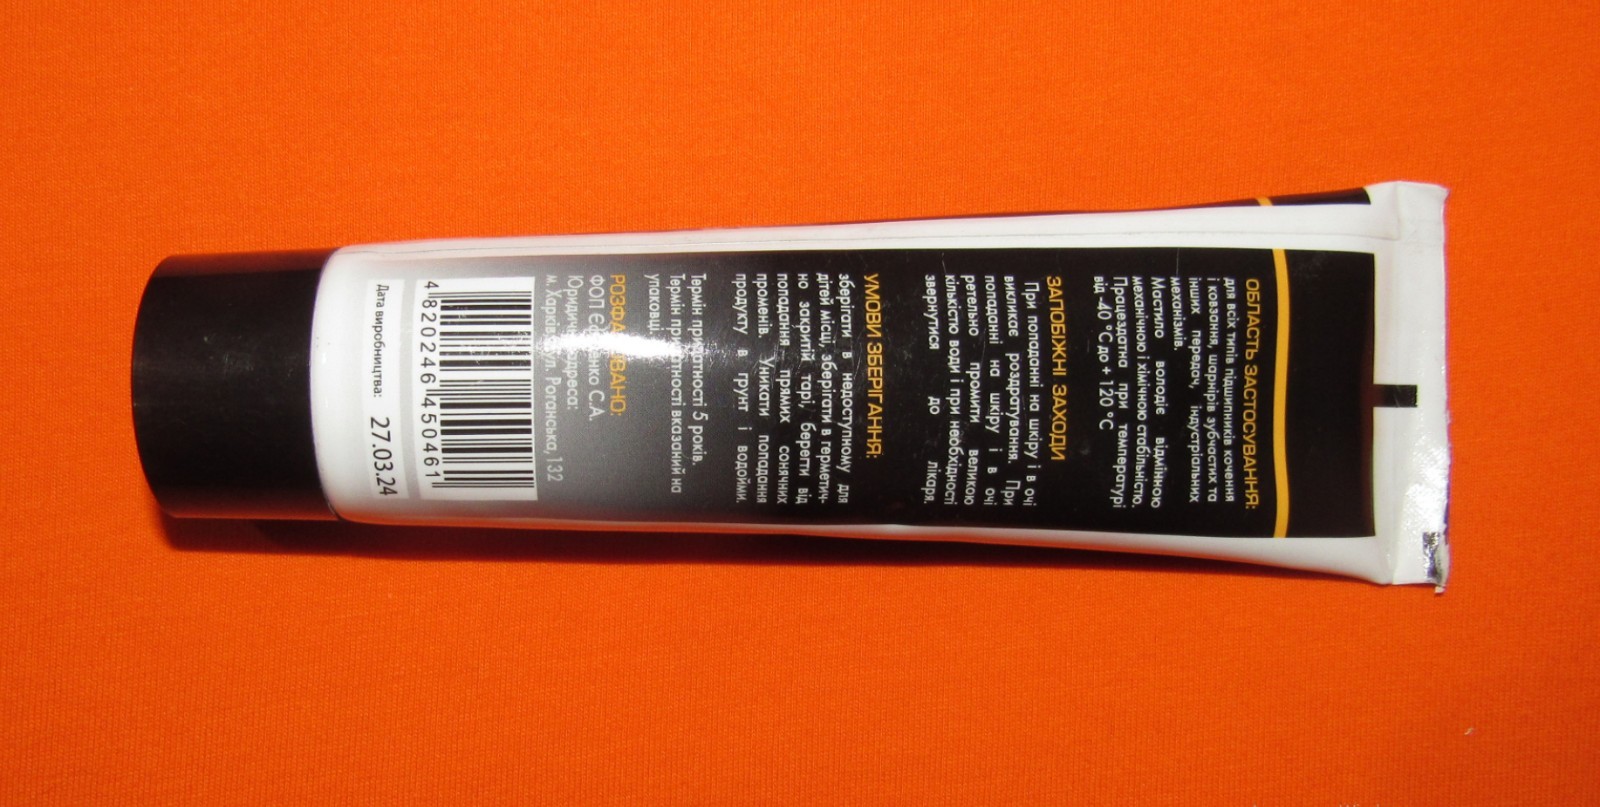 ОБЛАСТЬ ЗАСТОСУВАННЯ:
для всіх типів підшипників кочення
і ковзання, шарнірів зубчастих та
інших передач, індустріальних
механізмів.
Мастило володіє відмінною
механічною і хімічною стабільністю.
Працездатна при температурі
від -40 °C до + 120 °C
ЗАПОБІЖНІ ЗАХОДИ
При попаданні на шкіру і в очі
викликає роздратування. При
попаданні на шкіру і в очі
ретельно промити великою
кількістю води і при необхідності
звернутися до лікаря.
УМОВИ ЗБЕРІГАННЯ:
зберігати в недоступному для
дітей місці, зберігати в герметич-
но закритій тарі, берегти від
попадання прямих сонячних
променів. Уникати попадання
продукту в грунт і водойми.
Термін придатності 5 років.
Термін придатності вказаний на
упаковці.
ФОП С.А.
Юридична адреса:
м. Харків, вул. Роганська, 132
4820246450461
Дата виробництва: 27.03.24